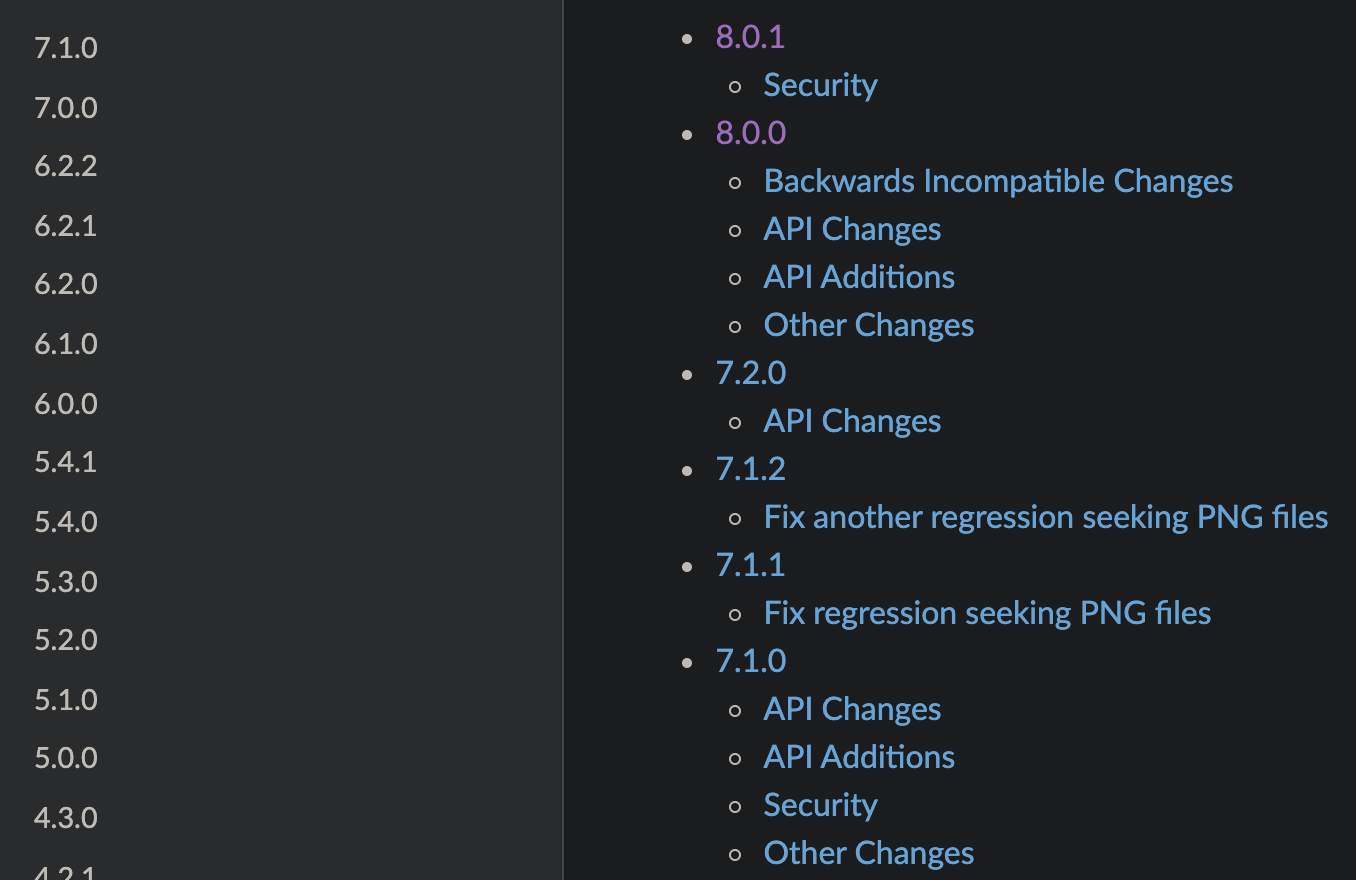 7.1.0
7.0.0
6.2.2
6.2.1
6.2.0
6.1.0
6.0.0
5.4.1
5.4.0
5.3.0
5.2.0
5.1.0
5.0.0
4.3.0
4.2.1
8.0.1
Security
8.0.0
Backwards Incompatible Changes
API Changes
API Additions
Other Changes
7.2.0
API Changes
7.1.2
Fix another regression seeking PNG files
7.1.1
Fix regression seeking PNG files
7.1.0
API Changes
API Additions
Security
Other Changes